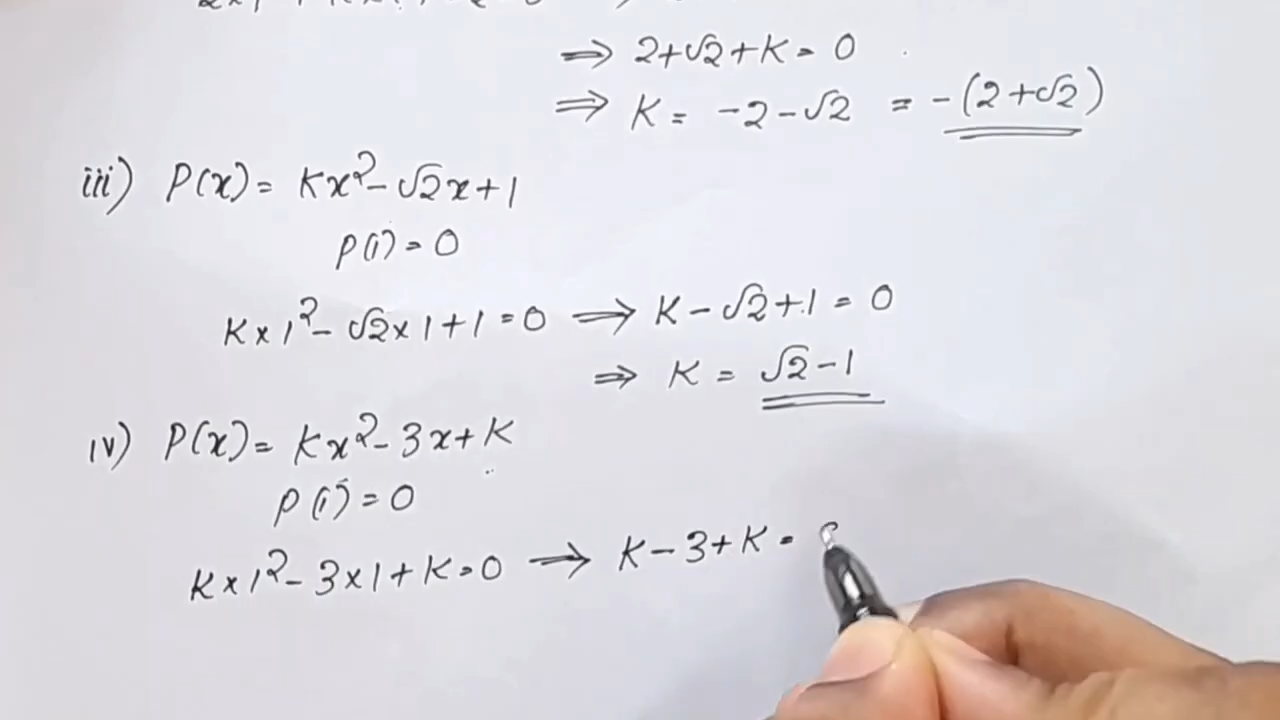 ⇒ 2+√2+K = 0
⇒ K = -2-√2 = -(2+√2)
iii) P(x) = Kx²-√2x+1
P(1) = 0
K×1²-√2×1+1=0 ⇒ K-√2+1 = 0
⇒ K = √2-1
iv) P(x) = Kx²-3x+K
P(1) = 0
K×1²-3×1+K=0 ⇒ K-3+K =